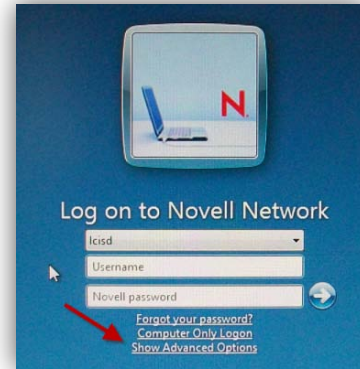 N
Log on to Novell Network
lcisd
Username
Novell password
Forgot your password?
Computer Only Logon
Show Advanced Options